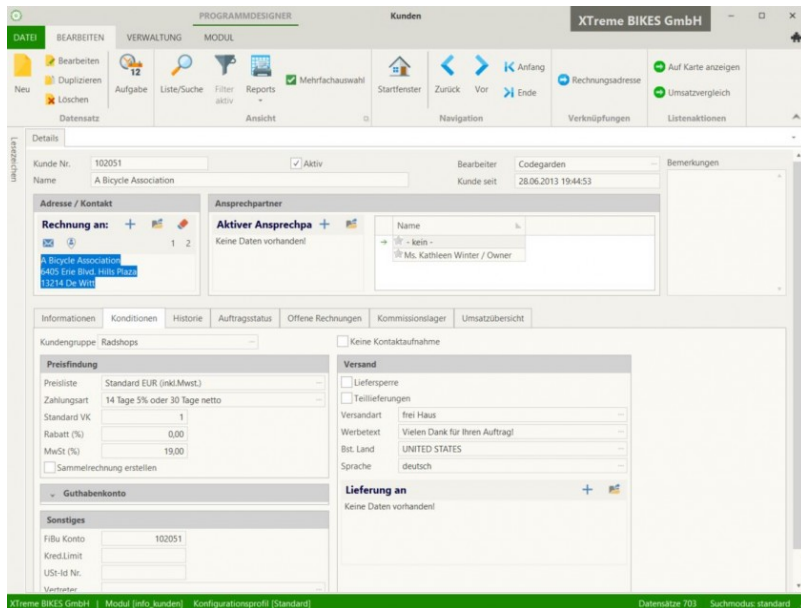 PROGRAMMDESIGNER
Kunden
XTreme BIKES GmbH
DATEI BEARBEITEN VERWALTUNG MODUL
Neu
Bearbeiten
Duplizieren
Löschen
Datensatz
12
Aufgabe
Liste/Suche
Filter aktiv
Reports
Mehrfachauswahl
Ansicht
Startfenster
Zurück
Vor
Anfang
Ende
Navigation
Rechnungsadresse
Verknüpfungen
Auf Karte anzeigen
Umsatzvergleich
Listenaktionen
Lesezeichen
Details
Kunde Nr. 102051
Aktiv
Bearbeiter Codegarden
Bemerkungen
Name A Bicycle Association
Kunde seit 28.06.2013 19:44:53
Adresse / Kontakt
Rechnung an:
1 2
A Bicycle Association
6405 Erie Blvd. Hills Plaza
13214 De Witt
Ansprechpartner
Aktiver Ansprechpa
Keine Daten vorhanden!
Name
- kein -
Ms. Kathleen Winter / Owner
Informationen Konditionen Historie Auftragsstatus Offene Rechnungen Kommissionslager Umsatzübersicht
Kundengruppe Radshops
Keine Kontaktaufnahme
Preisfindung
Preisliste Standard EUR (inkl.Mwst.)
Zahlungsart 14 Tage 5% oder 30 Tage netto
Standard VK 1
Rabatt (%) 0,00
MwSt (%) 19,00
Sammelrechnung erstellen
Guthabenkonto
Sonstiges
FiBu Konto 102051
Kred.Limit
USt-Id Nr.
Vertreter
Versand
Liefersperre
Teillieferungen
Versandart frei Haus
Werbetext Vielen Dank für Ihren Auftrag!
Bst. Land UNITED STATES
Sprache deutsch
Lieferung an
Keine Daten vorhanden!
XTreme BIKES GmbH | Modul [info_kunden] Konfigurationsprofil [Standard]
Datensätze 703 Suchmodus: standard